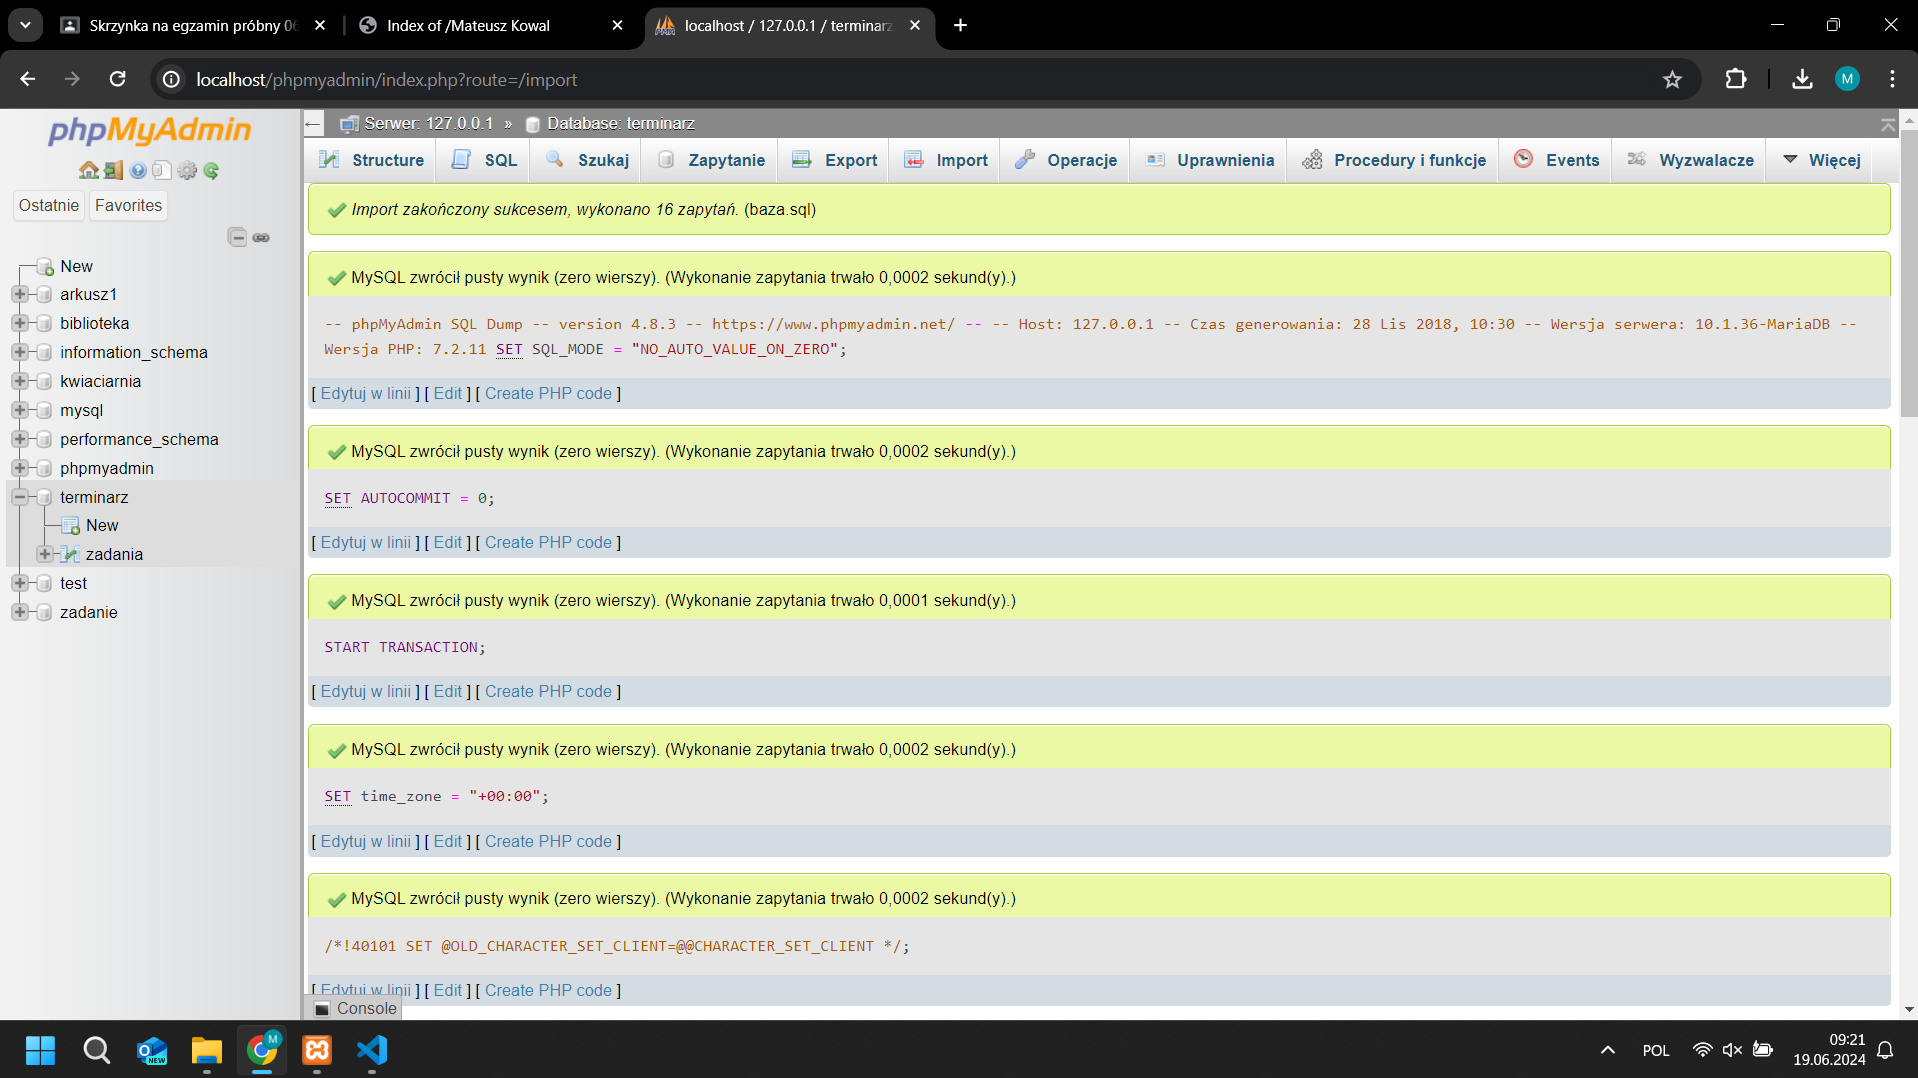 Skrzynka na egzamin próbny 06
Index of /Mateusz Kowal
localhost / 127.0.0.1 / terminarz
localhost/phpmyadmin/index.php?route=/import
M
phpMyAdmin
Ostatnie
Favorites
New
arkusz1
biblioteka
information_schema
kwiaciarnia
mysql
performance_schema
phpmyadmin
terminarz
New
zadania
test
zadanie
Serwer: 127.0.0.1 » Database: terminarz
Structure SQL Szukaj Zapytanie Export Import Operacje Uprawnienia Procedury i funkcje Events Wyzwalacze Więcej
Import zakończony sukcesem, wykonano 16 zapytań. (baza.sql)
MySQL zwrócił pusty wynik (zero wierszy). (Wykonanie zapytania trwało 0,0002 sekund(y).)
-- phpMyAdmin SQL Dump -- version 4.8.3 -- https://www.phpmyadmin.net/ -- -- Host: 127.0.0.1 -- Czas generowania: 28 Lis 2018, 10:30 -- Wersja serwera: 10.1.36-MariaDB --
Wersja PHP: 7.2.11 SET SQL_MODE = "NO_AUTO_VALUE_ON_ZERO";
[ Edytuj w linii ] [ Edit ] [ Create PHP code ]
MySQL zwrócił pusty wynik (zero wierszy). (Wykonanie zapytania trwało 0,0002 sekund(y).)
SET AUTOCOMMIT = 0;
[ Edytuj w linii ] [ Edit ] [ Create PHP code ]
MySQL zwrócił pusty wynik (zero wierszy). (Wykonanie zapytania trwało 0,0001 sekund(y).)
START TRANSACTION;
[ Edytuj w linii ] [ Edit ] [ Create PHP code ]
MySQL zwrócił pusty wynik (zero wierszy). (Wykonanie zapytania trwało 0,0002 sekund(y).)
SET time_zone = "+00:00";
[ Edytuj w linii ] [ Edit ] [ Create PHP code ]
MySQL zwrócił pusty wynik (zero wierszy). (Wykonanie zapytania trwało 0,0002 sekund(y).)
/*!40101 SET @OLD_CHARACTER_SET_CLIENT=@@CHARACTER_SET_CLIENT */;
[ Edytuj w linii ] [ Edit ] [ Create PHP code ]
Console
NEW
M
POL
09:21
19.06.2024